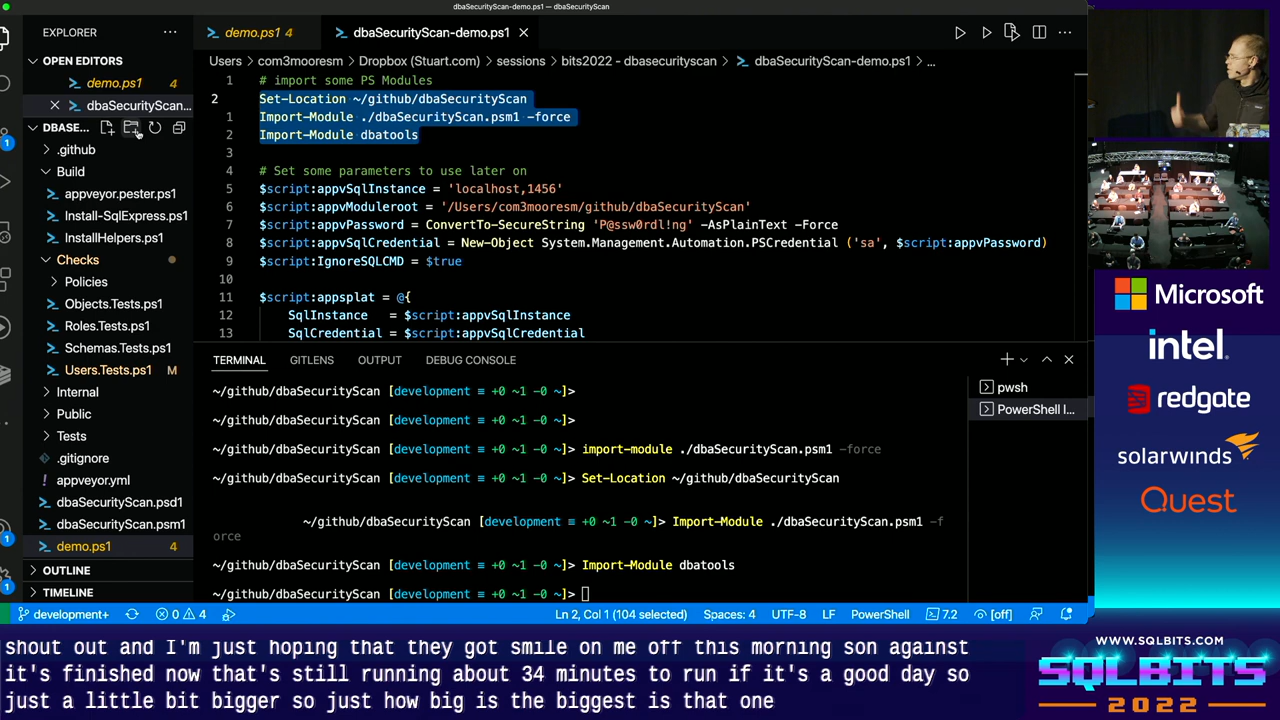 dbaSecurityScan-demo.ps1 — dbaSecurityScan
EXPLORER
OPEN EDITORS
demo.ps1 4
dbaSecurityScan...
DBASE...
.github
Build
appveyor.pester.ps1
Install-SqlExpress.ps1
InstallHelpers.ps1
Checks
Policies
Objects.Tests.ps1
Roles.Tests.ps1
Schemas.Tests.ps1
Users.Tests.ps1 M
Internal
Public
Tests
.gitignore
appveyor.yml
dbaSecurityScan.psd1
dbaSecurityScan.psm1
demo.ps1 4
OUTLINE
TIMELINE
demo.ps1 4
dbaSecurityScan-demo.ps1
Users > com3mooresm > Dropbox (Stuart.com) > sessions > bits2022 - dbasecurityscan > dbaSecurityScan-demo.ps1 > ...
1 # import some PS Modules
2 Set-Location ~/github/dbaSecurityScan
1 Import-Module ./dbaSecurityScan.psm1 -force
2 Import-Module dbatools
3
4 # Set some parameters to use later on
5 $script:appvSqlInstance = 'localhost,1456'
6 $script:appvModuleroot = '/Users/com3mooresm/github/dbaSecurityScan'
7 $script:appvPassword = ConvertTo-SecureString 'P@ssw0rdl!ng' -AsPlainText -Force
8 $script:appvSqlCredential = New-Object System.Management.Automation.PSCredential ('sa', $script:appvPassword)
9 $script:IgnoreSQLCMD = $true
10
11 $script:appsplat = @{
12 SqlInstance = $script:appvSqlInstance
13 SqlCredential = $script:appvSqlCredential
TERMINAL GITLENS OUTPUT DEBUG CONSOLE
~/github/dbaSecurityScan [development ≡ +0 ~1 -0 ~]>
~/github/dbaSecurityScan [development ≡ +0 ~1 -0 ~]>
~/github/dbaSecurityScan [development ≡ +0 ~1 -0 ~]> import-module ./dbaSecurityScan.psm1 -force
~/github/dbaSecurityScan [development ≡ +0 ~1 -0 ~]> Set-Location ~/github/dbaSecurityScan
~/github/dbaSecurityScan [development ≡ +0 ~1 -0 ~]> Import-Module ./dbaSecurityScan.psm1 -f
orce
~/github/dbaSecurityScan [development ≡ +0 ~1 -0 ~]> Import-Module dbatools
~/github/dbaSecurityScan [development ≡ +0 ~1 -0 ~]>
pwsh
PowerShell I...
1
1
1
development+ 0 4 Ln 2, Col 1 (104 selected) Spaces: 4 UTF-8 LF PowerShell 7.2 [off]
Microsoft
intel.
redgate
solarwinds
Quest
WWW.SQLBITS.COM
SQLBITS
2022
shout out and I'm just hoping that they got smile on me off this morning son against
it's finished now that's still running about 34 minutes to run if it's a good day so
just a little bit bigger so just how big is the biggest is that one